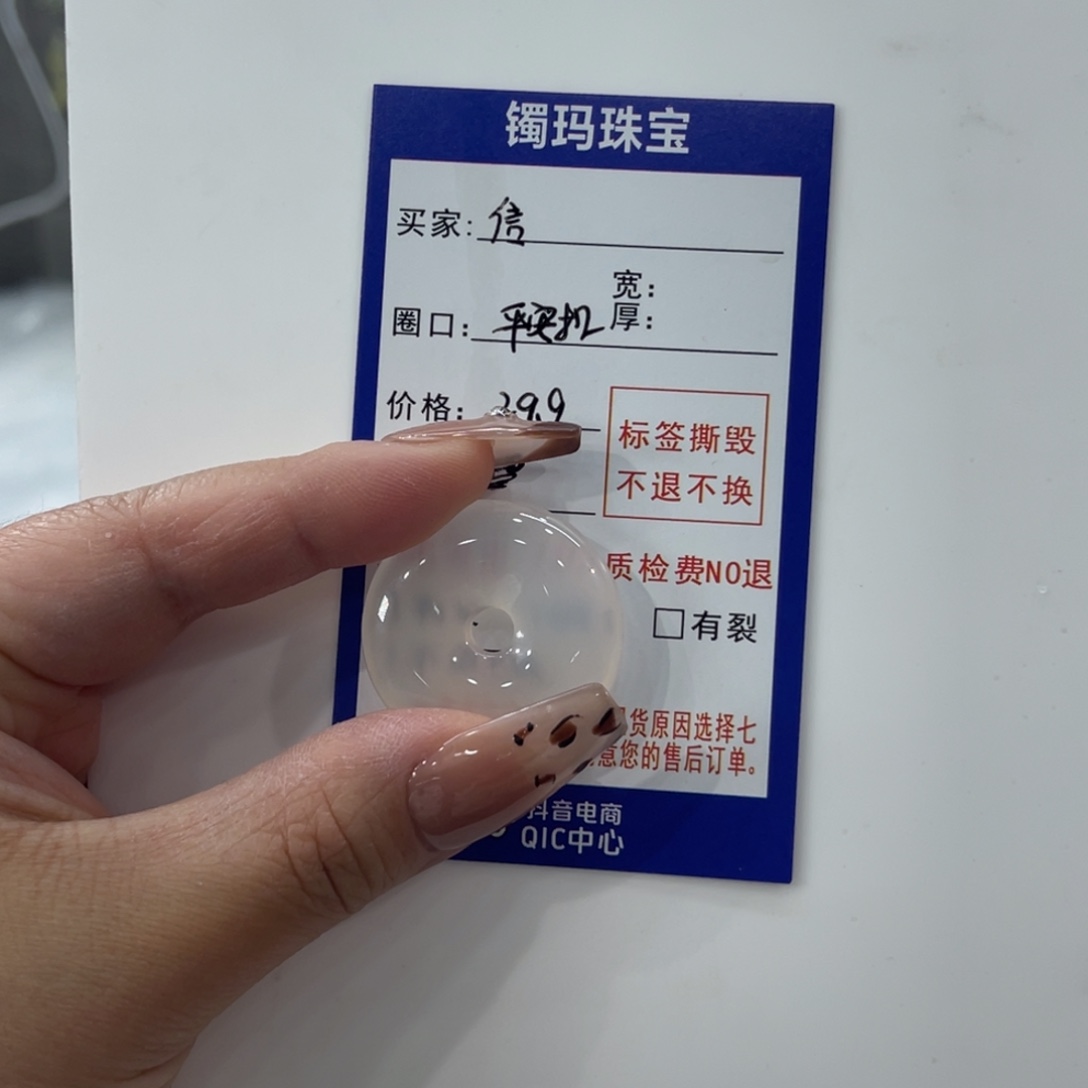 镯玛珠宝
买家: 信
宽:
圈口: 平安扣 厚:
价格: 29.9
标签撕毁
不退不换
质检费NO退
□有裂
货原因选择七
意您的售后订单。
抖音电商
QIC中心